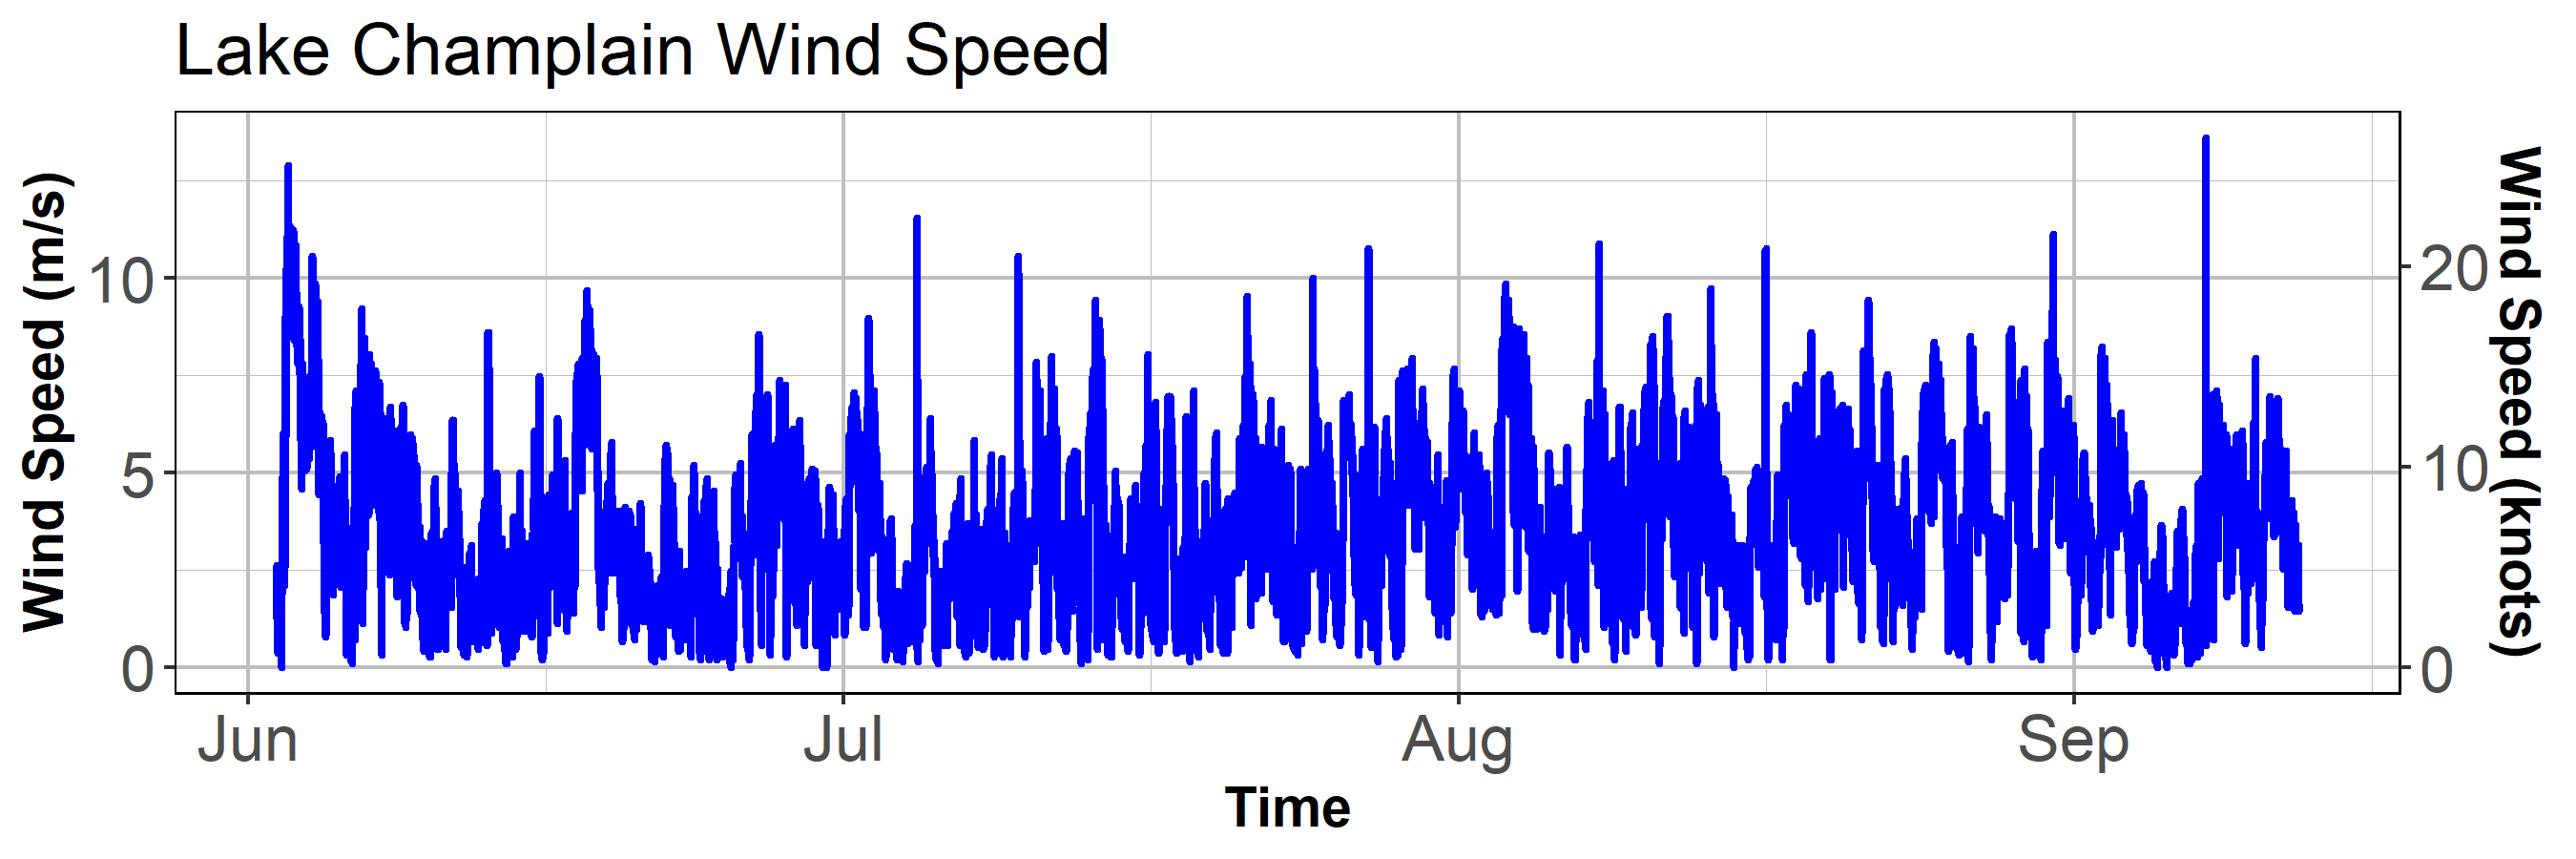 Lake Champlain Wind Speed
Wind Speed (m/s)
10
5
0
20
10
0
Wind Speed (knots)
Jun
Jul
Aug
Sep
Time